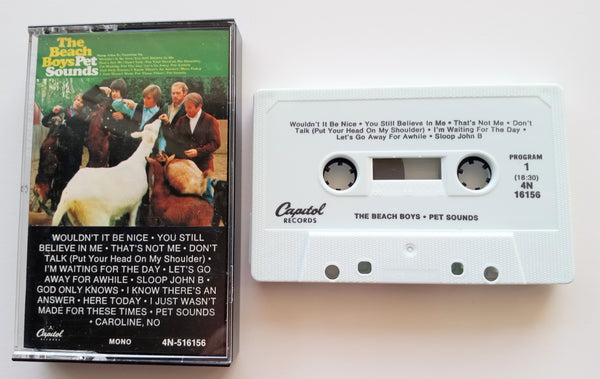 The
Beach
Boys Pet
Sounds
WOULDN'T IT BE NICE • YOU STILL
BELIEVE IN ME • THAT'S NOT ME • DON'T
TALK (Put Your Head On My Shoulder) •
I'M WAITING FOR THE DAY • LET'S GO
AWAY FOR AWHILE • SLOOP JOHN B •
GOD ONLY KNOWS • I KNOW THERE'S AN
ANSWER • HERE TODAY • I JUST WASN'T
MADE FOR THESE TIMES • PET SOUNDS
• CAROLINE, NO
Capitol
RECORDS
MONO
4N-516156
Wouldn't It Be Nice • You Still Believe In Me • That's Not Me • Don't
Talk (Put Your Head On My Shoulder) • I'm Waiting For The Day •
Let's Go Away For Awhile • Sloop John B
PROGRAM
1
(18:30)
4N
16156
Capitol
RECORDS
THE BEACH BOYS • PET SOUNDS